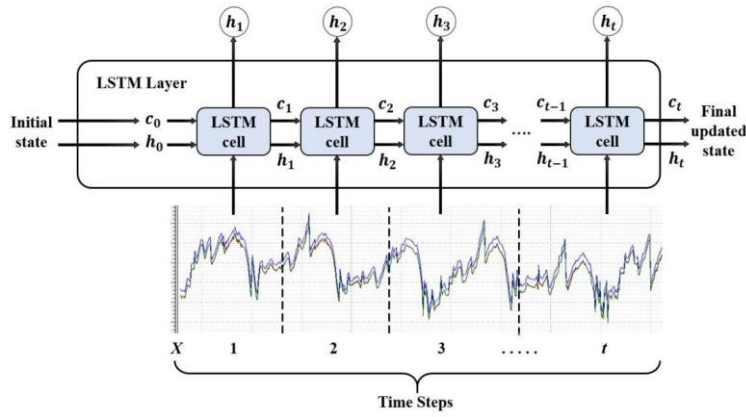 h₁ h₂ h₃ hₜ
LSTM Layer
Initial state
c₀ c₁ c₂ c₃ cₜ₋₁ cₜ
LSTM cell LSTM cell LSTM cell .... LSTM cell
h₀ h₁ h₂ h₃ hₜ₋₁ hₜ
Final updated state
X 1 2 3 ..... t
Time Steps